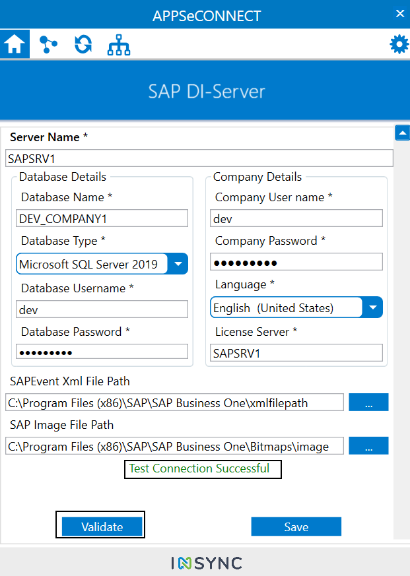 APPSeCONNECT
SAP DI-Server
Server Name *
SAPSRV1
Database Details
Database Name *
DEV_COMPANY1
Database Type *
Microsoft SQL Server 2019
Database Username *
dev
Database Password *
●●●●●●●●●
Company Details
Company User name *
dev
Company Password *
●●●●●●●●●
Language *
English (United States)
License Server *
SAPSRV1
SAPEvent Xml File Path
C:\Program Files (x86)\SAP\SAP Business One\xmlfilepath
...
SAP Image File Path
C:\Program Files (x86)\SAP\SAP Business One\Bitmaps\image
...
Test Connection Successful
Validate
Save
INSYNC